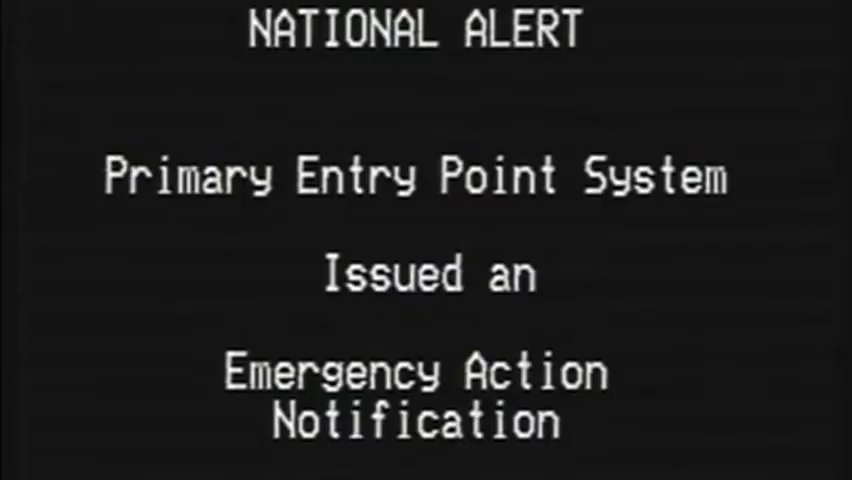 NATIONAL ALERT
Primary Entry Point System
Issued an
Emergency Action
Notification